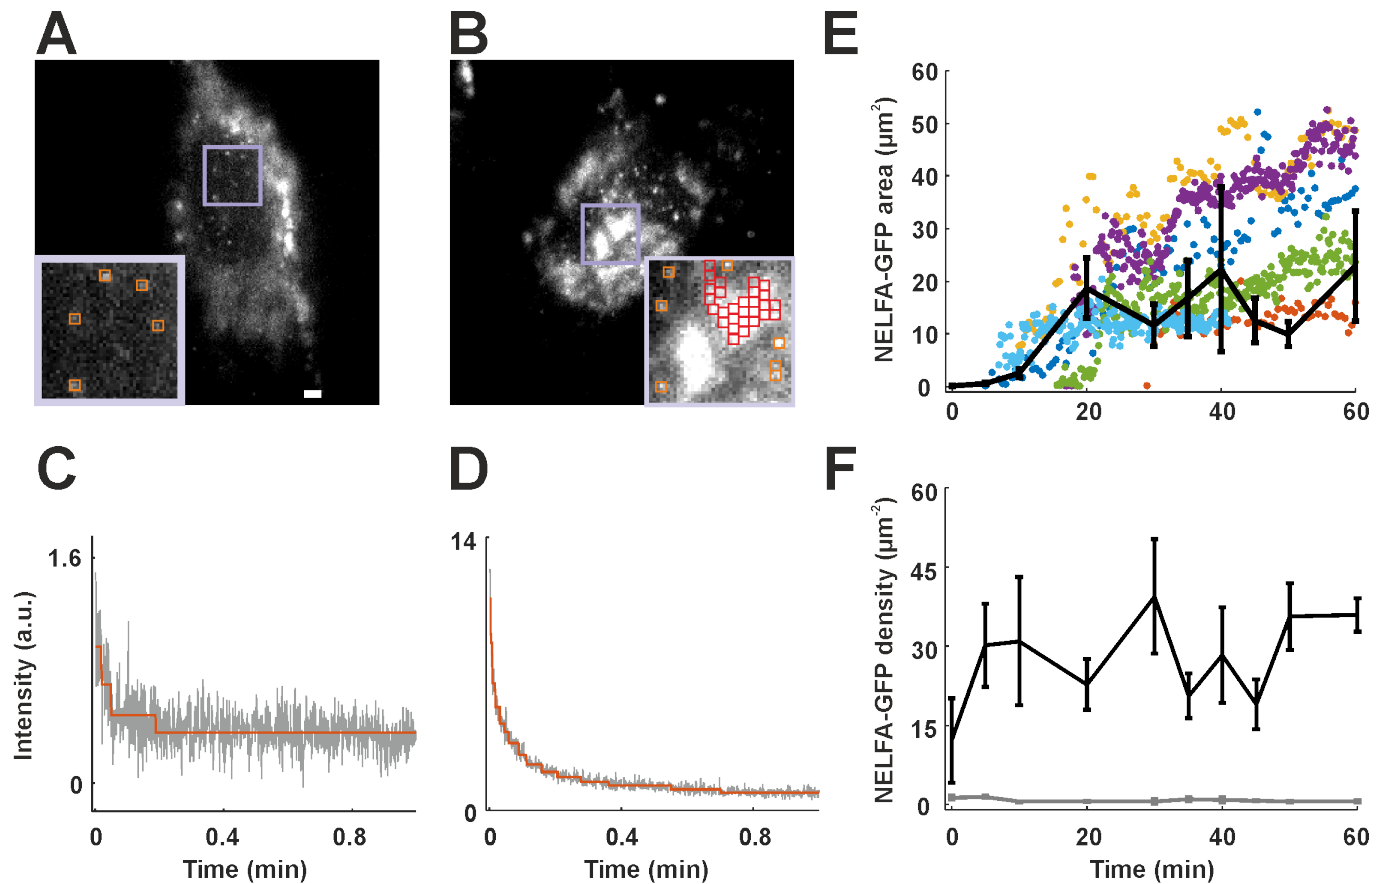 A
B
E
60
50
40
30
20
10
0
NELFA-GFP area (µm²)
0
20
40
60
C
D
F
1.6
0
Intensity (a.u.)
0
0.4
0.8
Time (min)
14
0
0
0.4
0.8
Time (min)
60
45
30
15
0
NELFA-GFP density (µm⁻²)
0
20
40
60
Time (min)